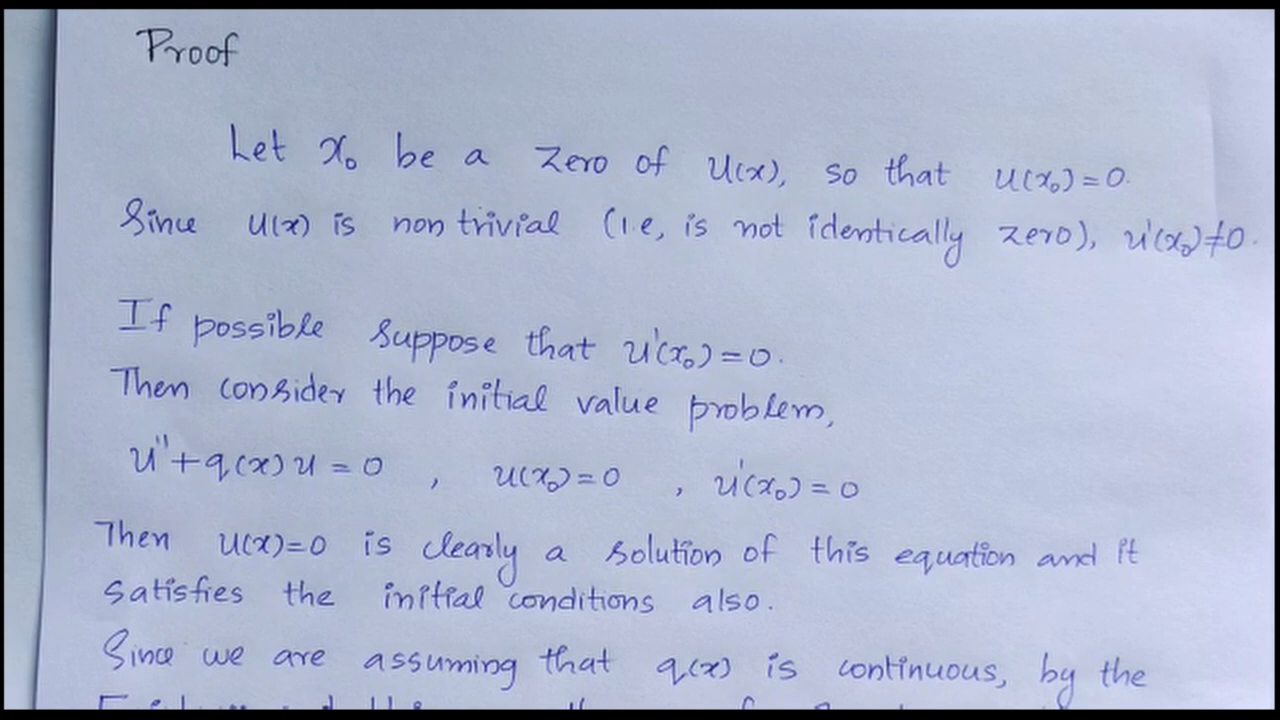 Proof
Let x₀ be a zero of u(x), so that u(x₀)=0.
Since u(x) is non trivial (i.e, is not identically zero), u'(x₀)≠0.
If possible suppose that u'(x₀)=0.
Then consider the initial value problem,
u''+q(x)u=0 , u(x₀)=0 , u'(x₀)=0
Then u(x)=0 is clearly a solution of this equation and it
satisfies the initial conditions also.
Since we are assuming that q(x) is continuous, by the